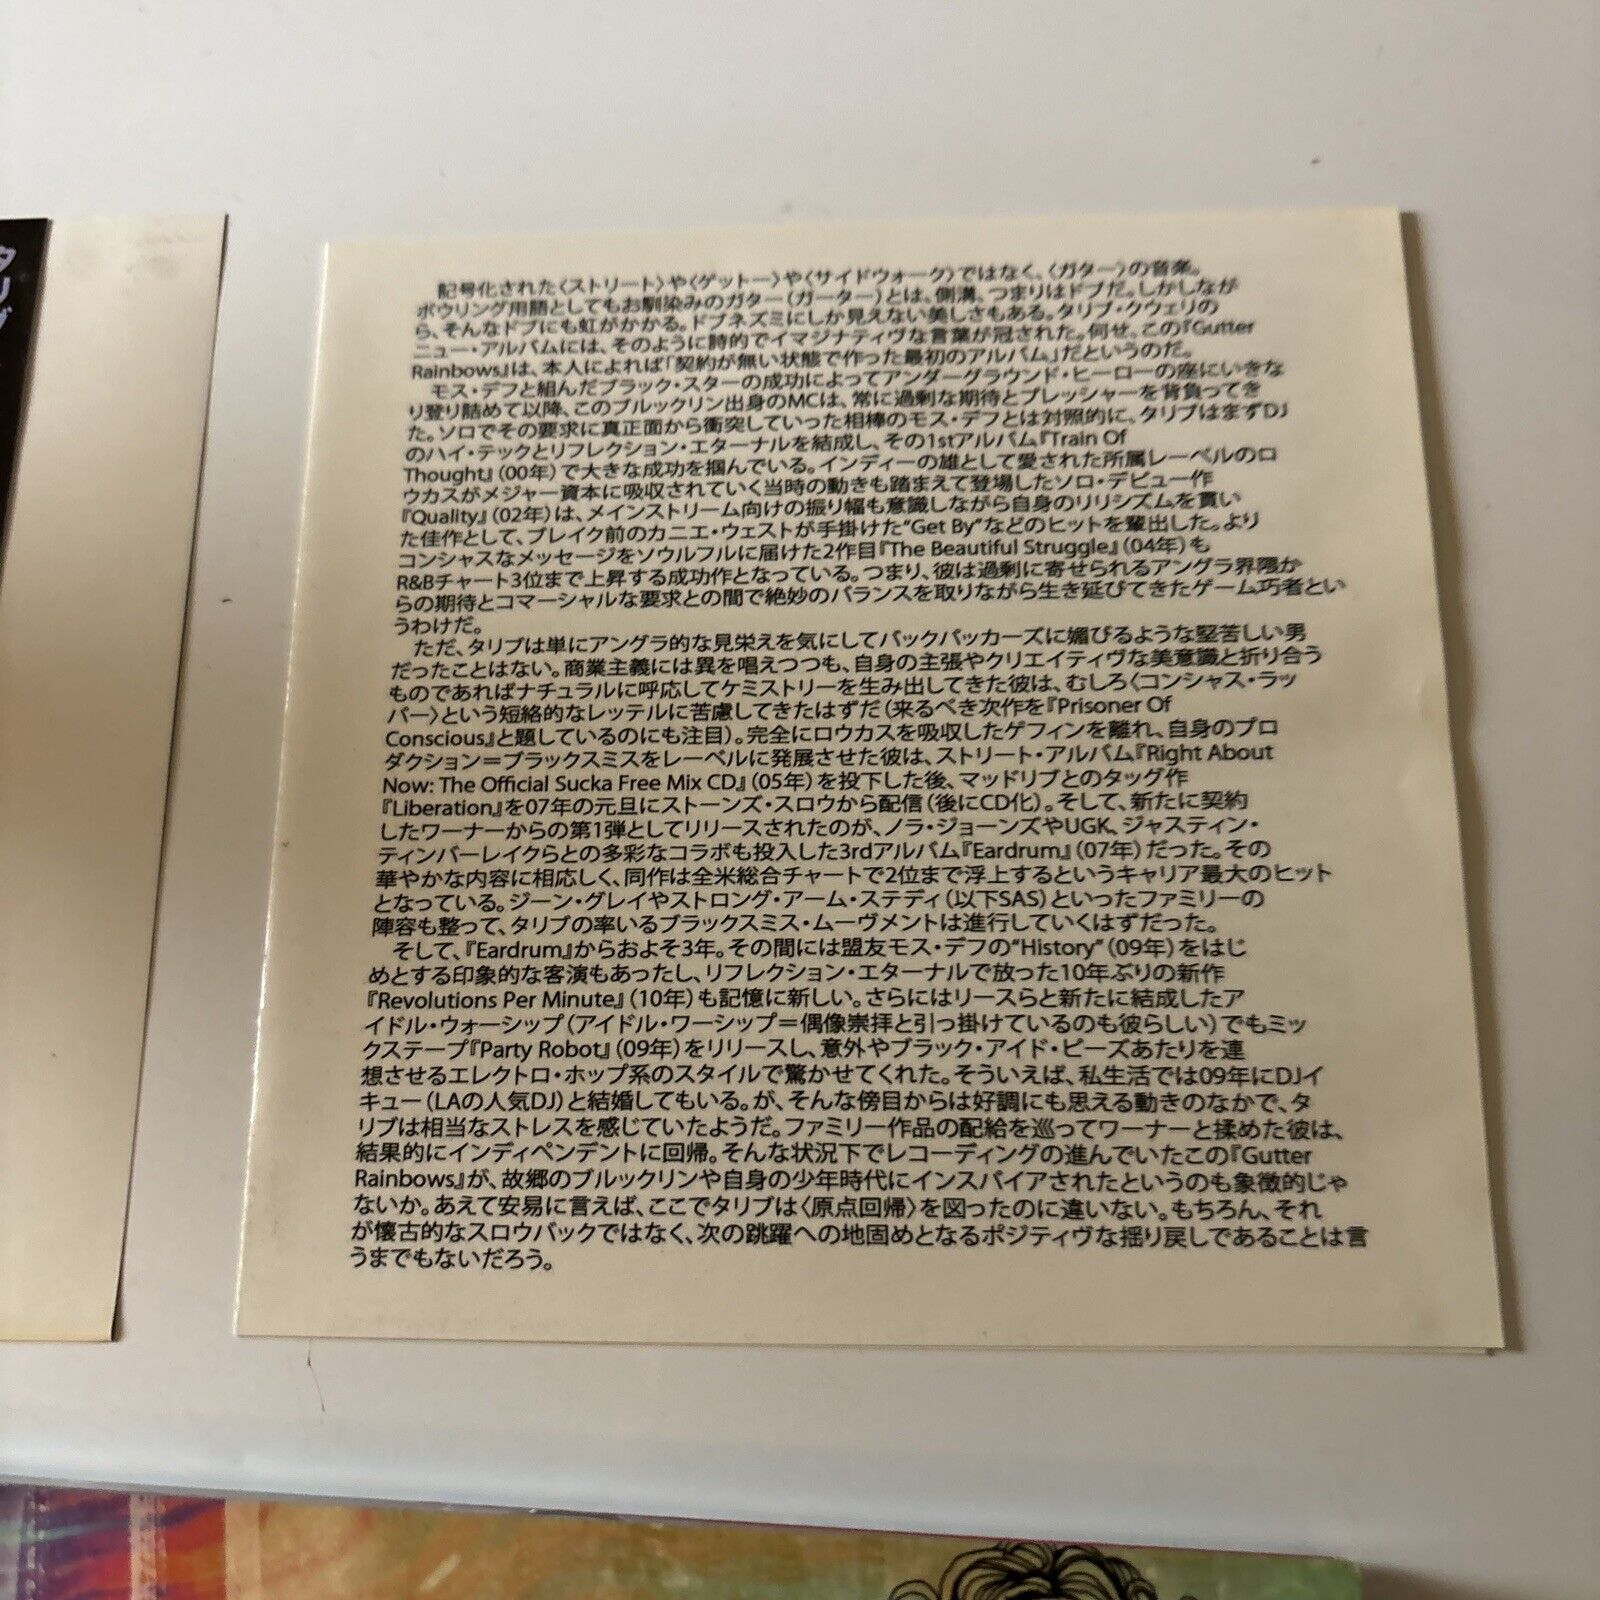 タリブ
記号化された〈ストリート〉や〈ゲットー〉や〈サイドウォーク〉ではなく、〈ガター〉の音楽。
ボウリング用語としてもお馴染みのガター（ガーター）とは、側溝、つまりはドブだ。しかしなが
ら、そんなドブにも虹がかかる。ドブネズミにしか見えない美しさもある。タリブ・クウェリの
ニュー・アルバムには、そのように詩的でイマジナティヴな言葉が冠された。何せ、この『Gutter
Rainbows』は、本人によれば「契約が無い状態で作った最初のアルバム」だというのだ。
モス・デフと組んだブラック・スターの成功によってアンダーグラウンド・ヒーローの座にいきな
り登り詰めて以降、このブルックリン出身のMCは、常に過剰な期待とプレッシャーを背負ってき
た。ソロでその要求に真正面から衝突していった相棒のモス・デフとは対照的に、タリブはまずDJ
のハイ・テックとリフレクション・エターナルを結成し、その1stアルバム『Train Of
Thought』（00年）で大きな成功を掴んでいる。インディーの雄として愛された所属レーベルのロ
ウカスがメジャー資本に吸収されていく当時の動きも踏まえて登場したソロ・デビュー作
『Quality』（02年）は、メインストリーム向けの振り幅も意識しながら自身のリリシズムを貫い
た佳作として、ブレイク前のカニエ・ウェストが手掛けた“Get By”などのヒットを輩出した。より
コンシャスなメッセージをソウルフルに届けた2作目『The Beautiful Struggle』（04年）も
R&Bチャート3位まで上昇する成功作となっている。つまり、彼は過剰に寄せられるアングラ界隈か
らの期待とコマーシャルな要求との間で絶妙のバランスを取りながら生き延びてきたゲーム巧者とい
うわけだ。
ただ、タリブは単にアングラ的な見栄えを気にしてバックパッカーズに媚びるような堅苦しい男
だったことはない。商業主義には異を唱えつつも、自身の主張やクリエイティヴな美意識と折り合う
ものであればナチュラルに呼応してケミストリーを生み出してきた彼は、むしろ〈コンシャス・ラッ
パー〉という短絡的なレッテルに苦慮してきたはずだ（来るべき次作を『Prisoner Of
Conscious』と題しているのにも注目）。完全にロウカスを吸収したゲフィンを離れ、自身のプロ
ダクション＝ブラックスミスをレーベルに発展させた彼は、ストリート・アルバム『Right About
Now: The Official Sucka Free Mix CD』（05年）を投下した後、マッドリブとのタッグ作
『Liberation』を07年の元旦にストーンズ・スロウから配信（後にCD化）。そして、新たに契約
したワーナーからの第1弾としてリリースされたのが、ノラ・ジョーンズやUGK、ジャスティン・
ティンバーレイクらとの多彩なコラボも投入した3rdアルバム『Eardrum』（07年）だった。その
華やかな内容に相応しく、同作は全米総合チャートで2位まで浮上するというキャリア最大のヒット
となっている。ジーン・グレイやストロング・アーム・ステディ（以下SAS）といったファミリーの
陣容も整って、タリブの率いるブラックスミス・ムーヴメントは進行していくはずだった。
そして、『Eardrum』からおよそ3年。その間には盟友モス・デフの“History”（09年）をはじ
めとする印象的な客演もあったし、リフレクション・エターナルで放った10年ぶりの新作
『Revolutions Per Minute』（10年）も記憶に新しい。さらにはリースらと新たに結成したア
イドル・ウォーシップ（アイドル・ワーシップ＝偶像崇拝と引っ掛けているのも彼らしい）でもミッ
クステープ『Party Robot』（09年）をリリースし、意外やブラック・アイド・ピーズあたりを連
想させるエレクトロ・ホップ系のスタイルで驚かせてくれた。そういえば、私生活では09年にDJイ
キュー（LAの人気DJ）と結婚してもいる。が、そんな傍目からは好調にも思える動きのなかで、タ
リブは相当なストレスを感じていたようだ。ファミリー作品の配給を巡ってワーナーと揉めた彼は、
結果的にインディペンデントに回帰。そんな状況下でレコーディングの進んでいたこの『Gutter
Rainbows』が、故郷のブルックリンや自身の少年時代にインスパイアされたというのも象徴的じゃ
ないか。あえて安易に言えば、ここでタリブは〈原点回帰〉を図ったのに違いない。もちろん、それ
が懐古的なスロウバックではなく、次の跳躍への地固めとなるポジティヴな揺り戻しであることは言
うまでもないだろう。